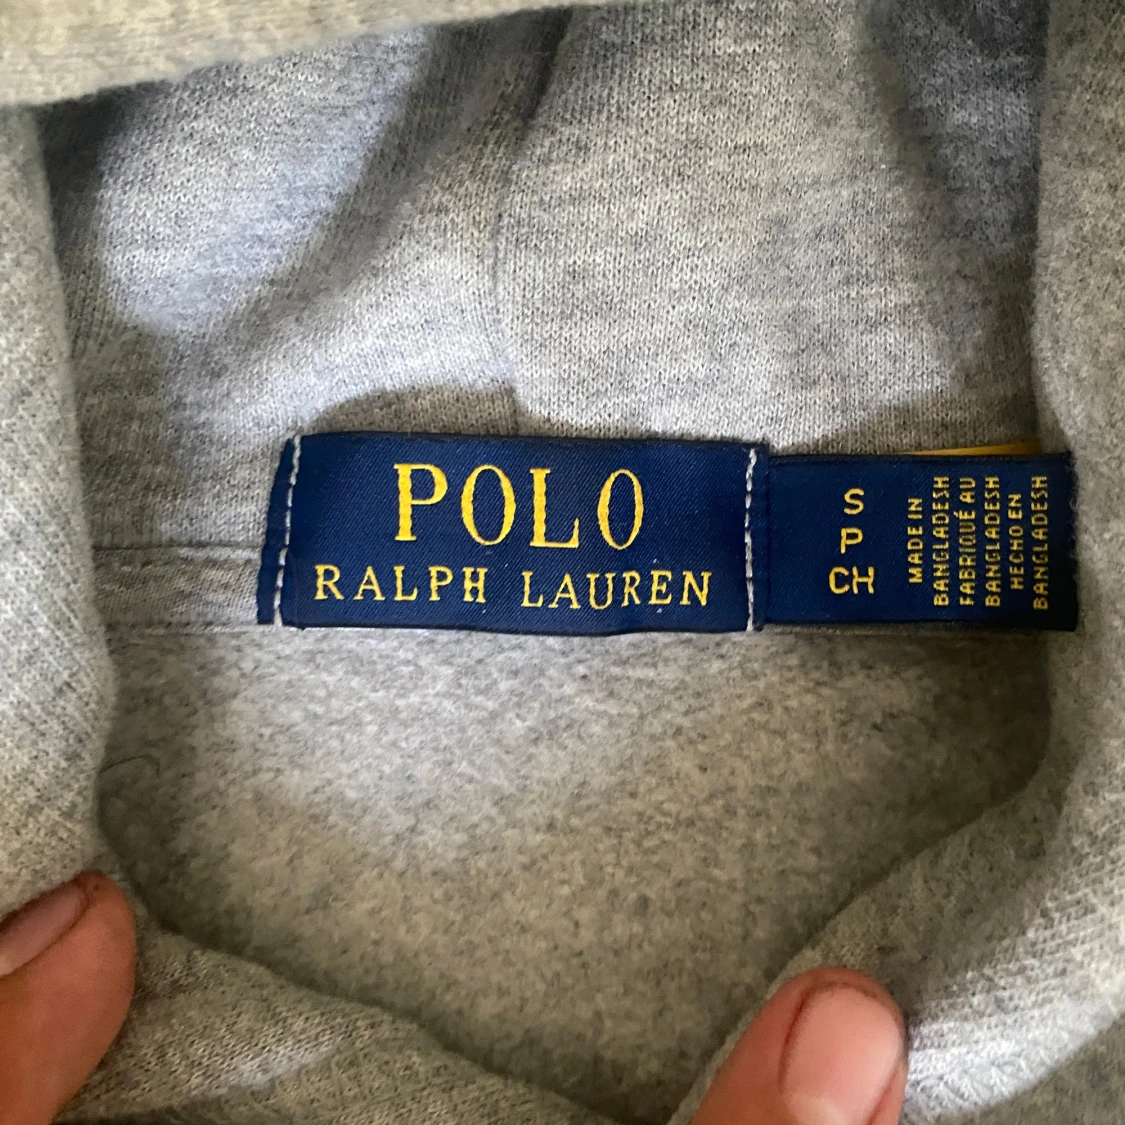 POLO
RALPH LAUREN
S
P
CH
MADE IN
BANGLADESH
FABRIQUÉ AU
BANGLADESH
HECHO EN
BANGLADESH